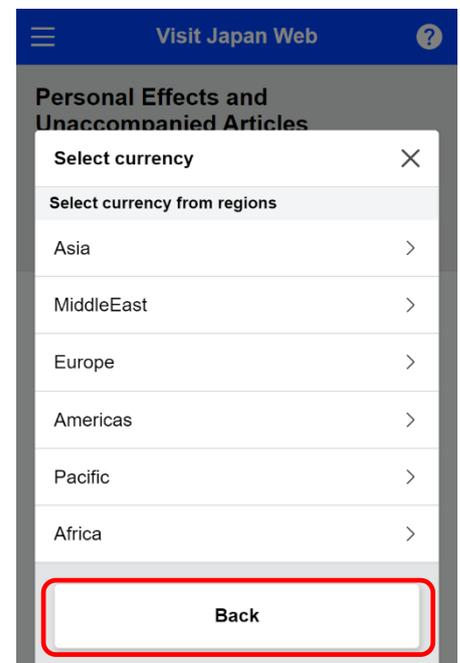 Visit Japan Web
?
Personal Effects and
Unaccompanied Articles
Select currency
Select currency from regions
Asia
MiddleEast
Europe
Americas
Pacific
Africa
Back